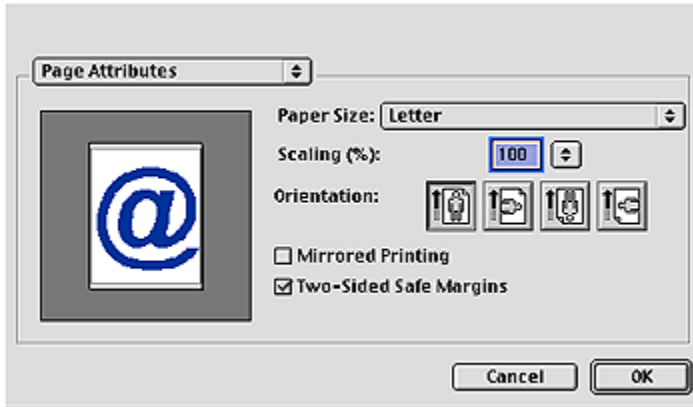 Page Attributes
Paper Size: Letter
Scaling (%): 100
Orientation:
Mirrored Printing
Two-Sided Safe Margins
@
Cancel OK